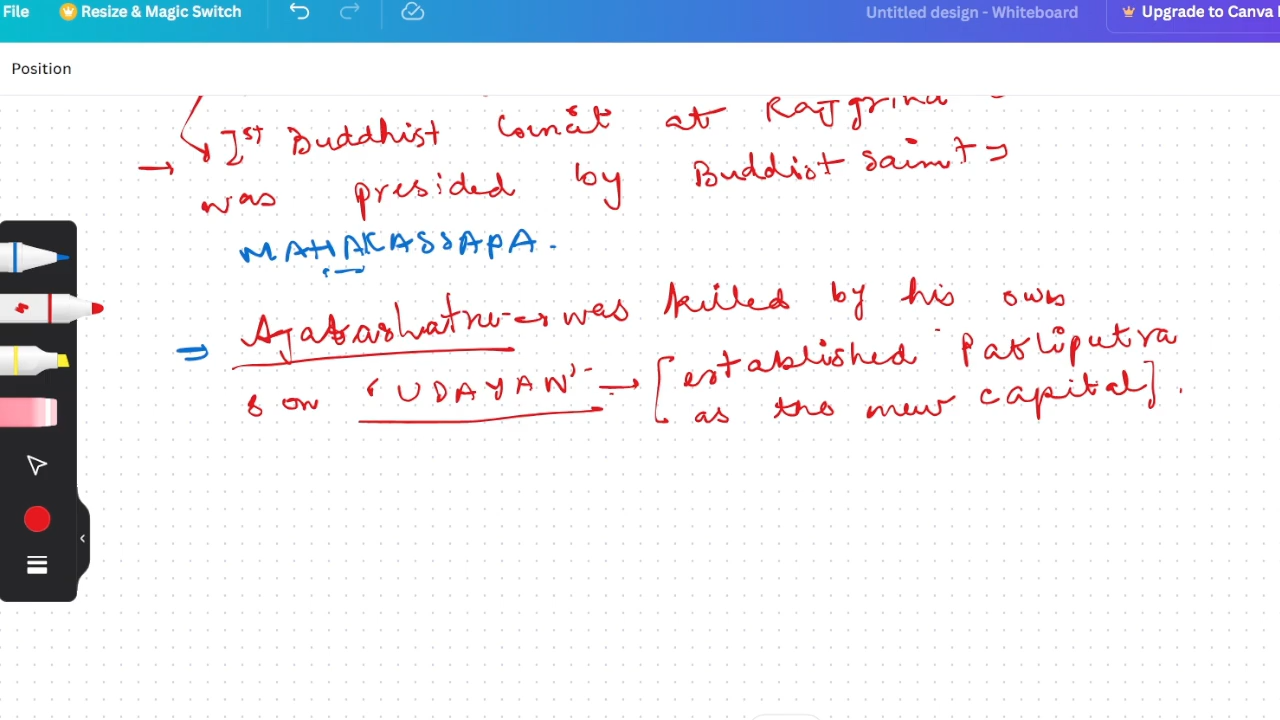 File Resize & Magic Switch Untitled design - Whiteboard Upgrade to Canva
Position
→ 1st Buddhist Council at Rajgriha
was presided by Buddist saint ⇒
MAHAKASSAPA.
⇒ Ajatashatru → was killed by his own
son 'UDAYAN' → [established Patliputra
as the new capital].